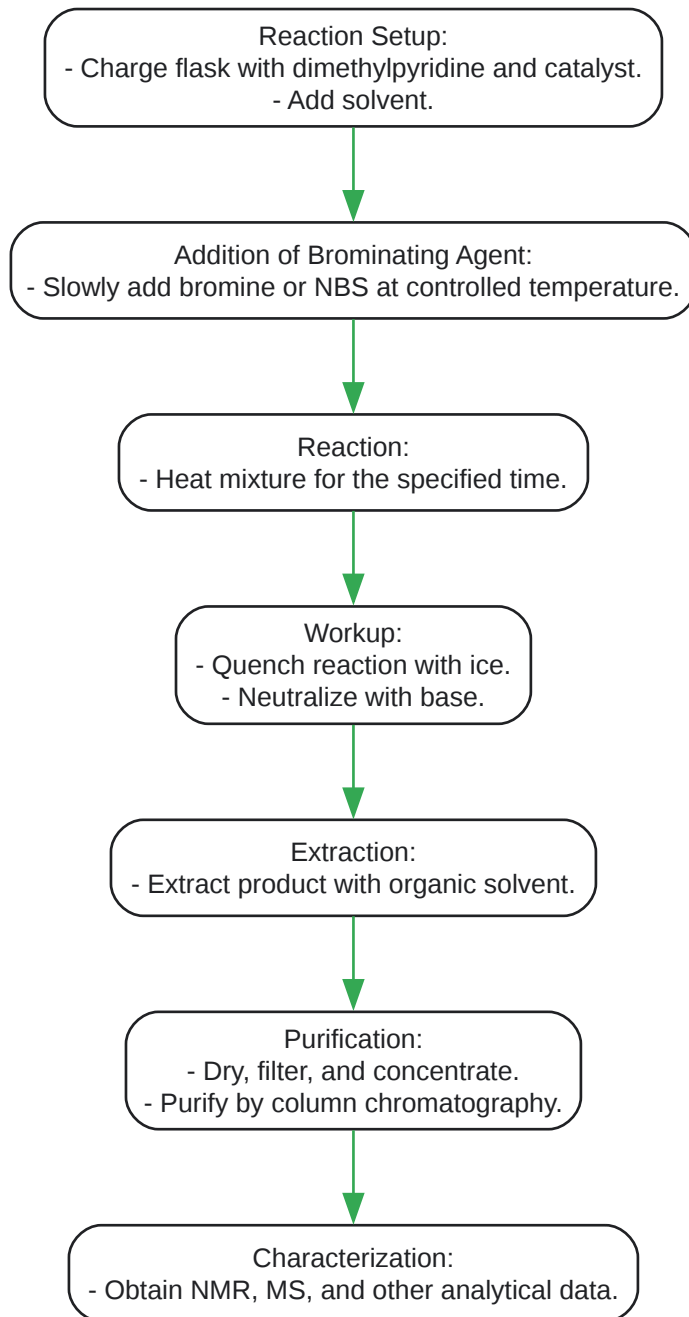 Reaction Setup:
- Charge flask with dimethylpyridine and catalyst.
- Add solvent.
Addition of Brominating Agent:
- Slowly add bromine or NBS at controlled temperature.
Reaction:
- Heat mixture for the specified time.
Workup:
- Quench reaction with ice.
- Neutralize with base.
Extraction:
- Extract product with organic solvent.
Purification:
- Dry, filter, and concentrate.
- Purify by column chromatography.
Characterization:
- Obtain NMR, MS, and other analytical data.